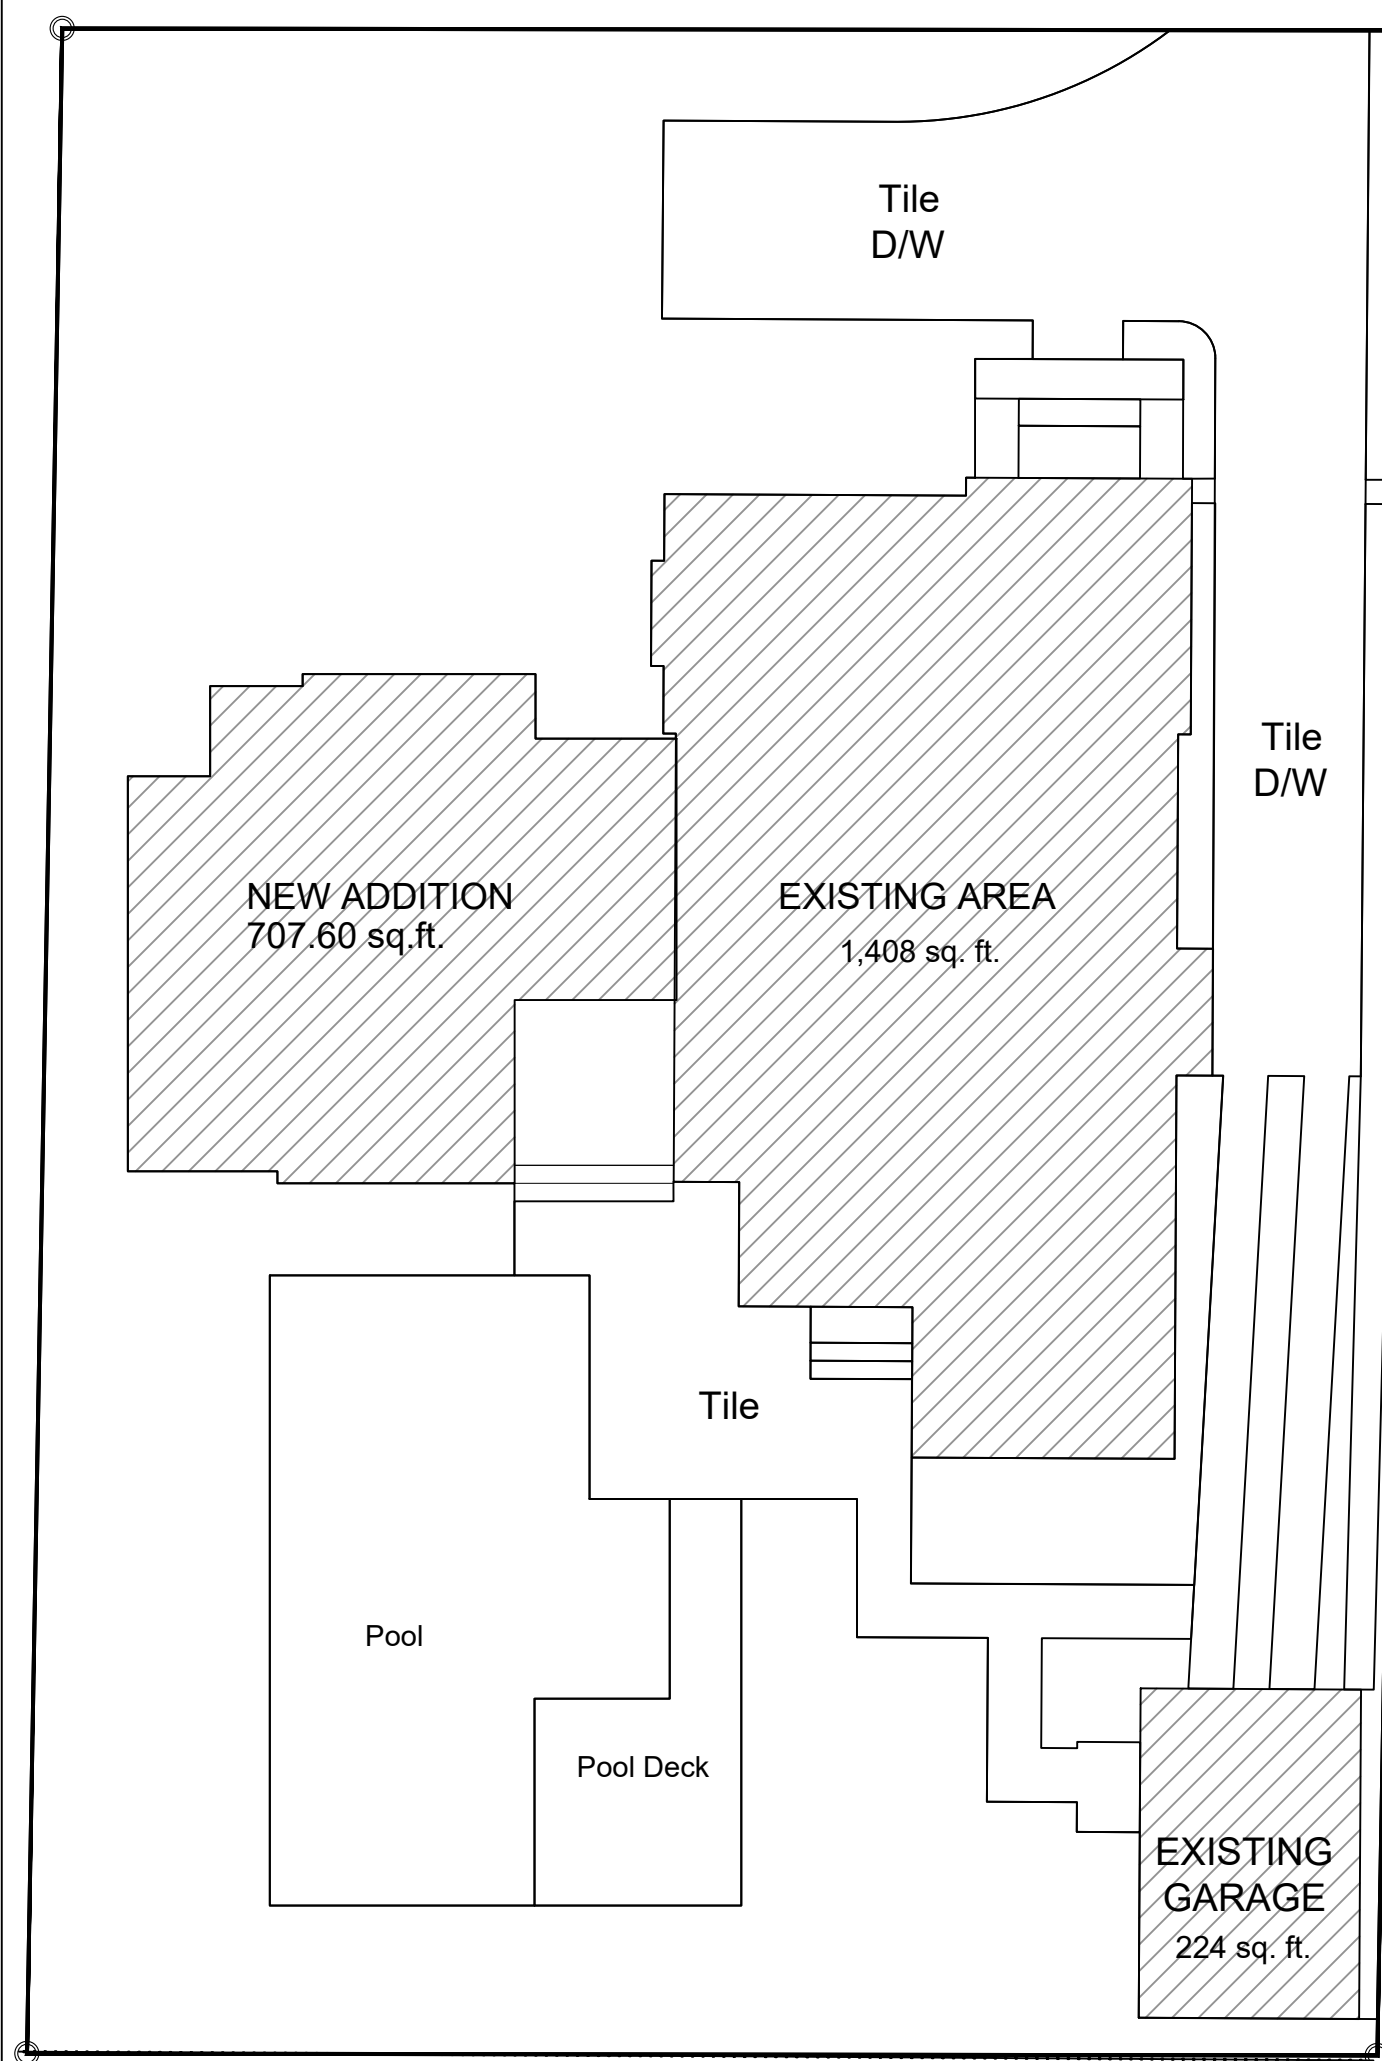 Tile
D/W
Tile
D/W
NEW ADDITION
707.60 sq.ft.
EXISTING AREA
1,408 sq. ft.
Tile
Pool
Pool Deck
EXISTING
GARAGE
224 sq. ft.